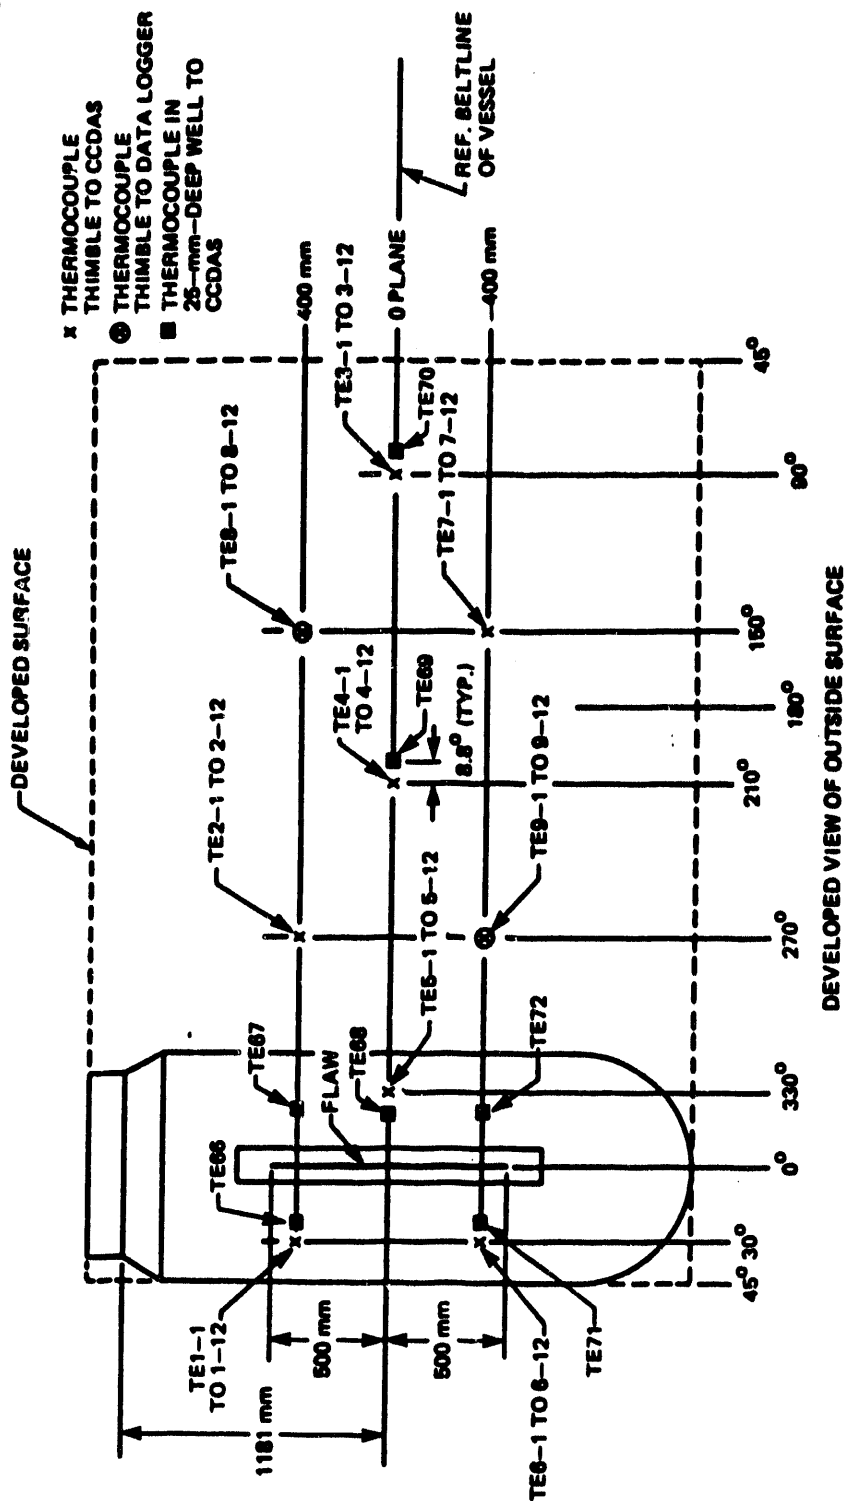 DEVELOPED SURFACE
x THERMOCOUPLE
THIMBLE TO CCDAS
⊗ THERMOCOUPLE
THIMBLE TO DATA LOGGER
■ THERMOCOUPLE IN
25-mm-DEEP WELL TO
CCDAS
TE8-1 TO 8-12
400 mm
TE2-1 TO 2-12
TE67
TE66
FLAW
TE68
TE1-1
TO 1-12
1181 mm
500 mm
500 mm
TE5-1 TO 5-12
TE4-1
TO 4-12
TE69
8.8° (TYP.)
TE3-1 TO 3-12
TE70
0 PLANE
REF. BELTLINE
OF VESSEL
TE7-1 TO 7-12
-400 mm
TE9-1 TO 9-12
TE72
TE71
TE6-1 TO 6-12
45°
30°
0°
330°
270°
210°
180°
150°
90°
45°
DEVELOPED VIEW OF OUTSIDE SURFACE